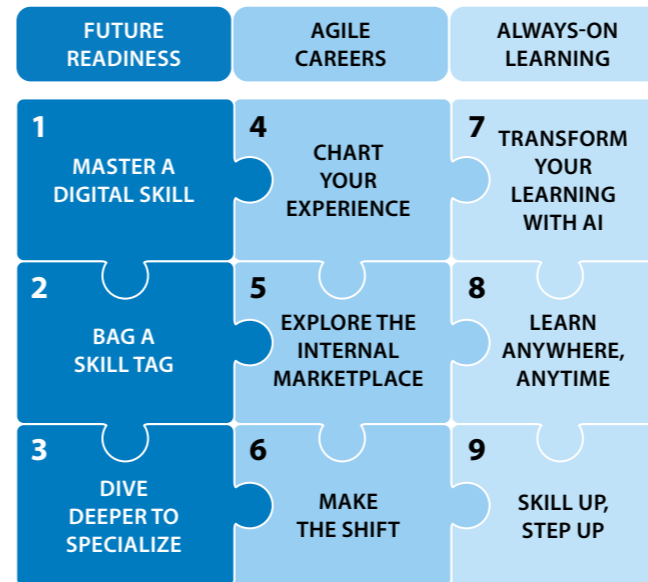 FUTURE
READINESS
AGILE
CAREERS
ALWAYS-ON
LEARNING
1
MASTER A
DIGITAL SKILL
4
CHART
YOUR
EXPERIENCE
7
TRANSFORM
YOUR
LEARNING
WITH AI
2
BAG A
SKILL TAG
5
EXPLORE THE
INTERNAL
MARKETPLACE
8
LEARN
ANYWHERE,
ANYTIME
3
DIVE
DEEPER TO
SPECIALIZE
6
MAKE
THE SHIFT
9
SKILL UP,
STEP UP